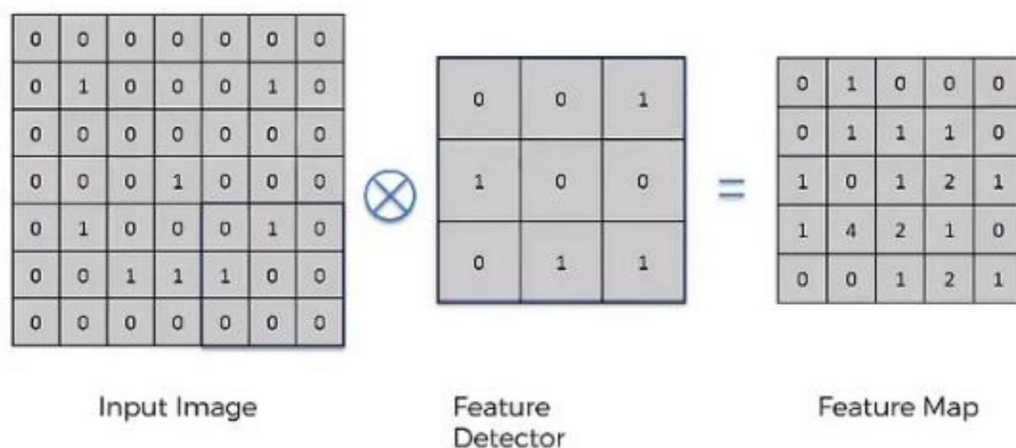 0 0 0 0 0 0 0
0 1 0 0 0 1 0
0 0 0 0 0 0 0
0 0 0 1 0 0 0
0 1 0 0 0 1 0
0 0 1 1 1 0 0
0 0 0 0 0 0 0
Input Image
0 0 1
1 0 0
0 1 1
Feature
Detector
=
0 1 0 0 0
0 1 1 1 0
1 0 1 2 1
1 4 2 1 0
0 0 1 2 1
Feature Map